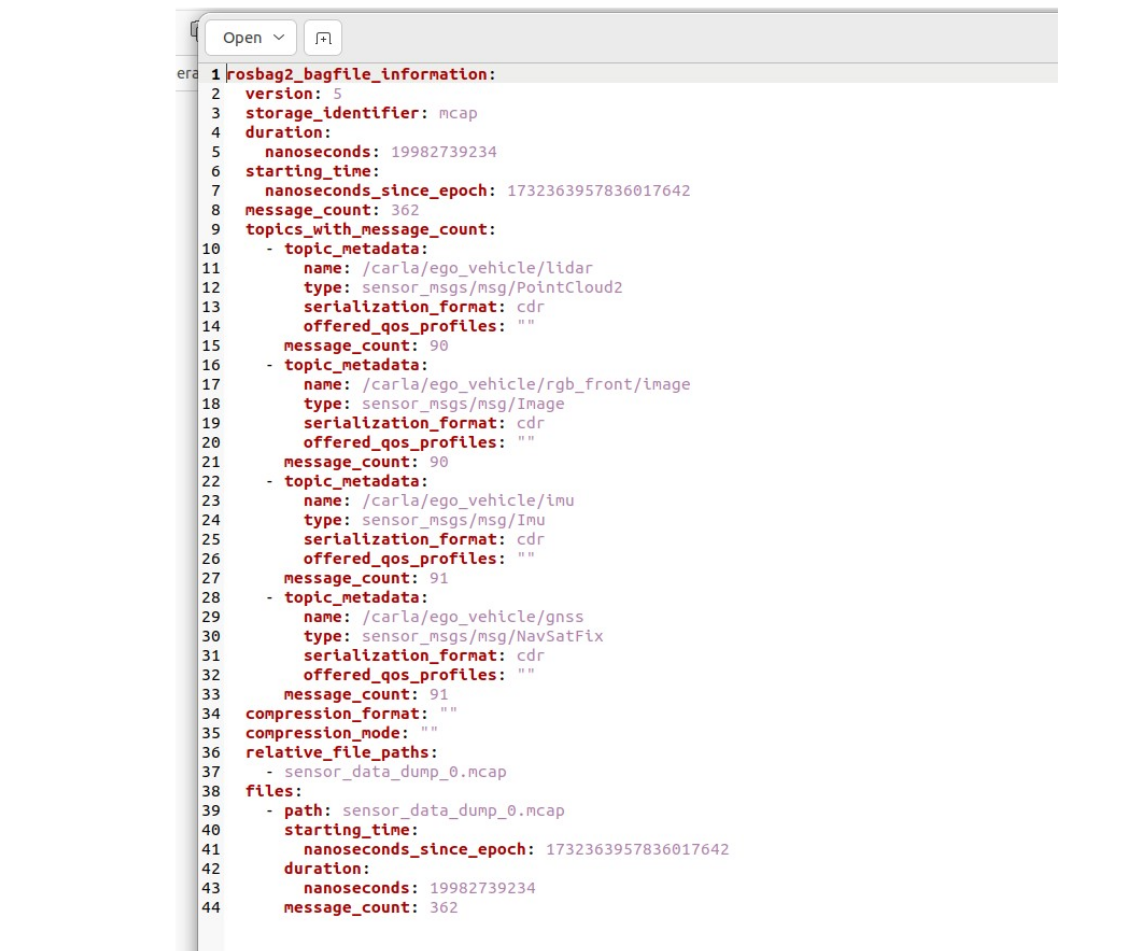 Open
era
1 rosbag2_bagfile_information:
2   version: 5
3   storage_identifier: mcap
4   duration:
5     nanoseconds: 19982739234
6   starting_time:
7     nanoseconds_since_epoch: 1732363957836017642
8   message_count: 362
9   topics_with_message_count:
10     - topic_metadata:
11         name: /carla/ego_vehicle/lidar
12         type: sensor_msgs/msg/PointCloud2
13         serialization_format: cdr
14         offered_qos_profiles: ""
15       message_count: 90
16     - topic_metadata:
17         name: /carla/ego_vehicle/rgb_front/image
18         type: sensor_msgs/msg/Image
19         serialization_format: cdr
20         offered_qos_profiles: ""
21       message_count: 90
22     - topic_metadata:
23         name: /carla/ego_vehicle/imu
24         type: sensor_msgs/msg/Imu
25         serialization_format: cdr
26         offered_qos_profiles: ""
27       message_count: 91
28     - topic_metadata:
29         name: /carla/ego_vehicle/gnss
30         type: sensor_msgs/msg/NavSatFix
31         serialization_format: cdr
32         offered_qos_profiles: ""
33       message_count: 91
34   compression_format: ""
35   compression_mode: ""
36   relative_file_paths:
37     - sensor_data_dump_0.mcap
38   files:
39     - path: sensor_data_dump_0.mcap
40       starting_time:
41         nanoseconds_since_epoch: 1732363957836017642
42       duration:
43         nanoseconds: 19982739234
44       message_count: 362